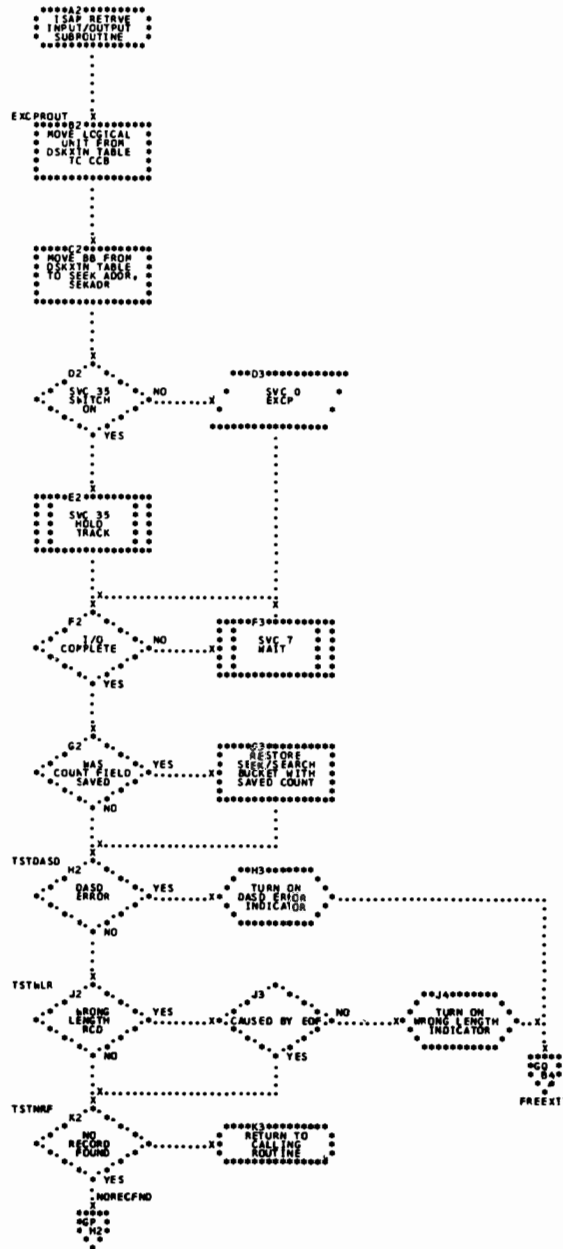 A2
ISAM RETRVE
INPUT/OUTPUT
SUBROUTINE
EXCPROUT
B2
MOVE LOGICAL
UNIT FROM
DSKXTN TABLE
TO CCB
C2
MOVE BB FROM
DSKXTN TABLE
TO SEEK ADDR,
SEKADR
D2
SVC 35
SWITCH
ON
NO
YES
D3
SVC 0
EXCP
E2
SVC 35
HOLD
TRACK
F2
I/O
COMPLETE
NO
YES
F3
SVC 7
WAIT
G2
WAS
COUNT FIELD
SAVED
YES
NO
G3
RESTORE
SEEK/SEARCH
BUCKET WITH
SAVED COUNT
TSTDASD
H2
DASD
ERROR
YES
NO
H3
TURN ON
DASD ERROR
INDICATOR
TSTWLR
J2
WRONG
LENGTH
RCD
YES
NO
J3
CAUSED BY EOF
NO
YES
J4
TURN ON
WRONG LENGTH
INDICATOR
GQ
B4
FREEXIT
TSTNRF
K2
NO
RECORD
FOUND
YES
NORECFND
K3
RETURN TO
CALLING
ROUTINE
GP
H2